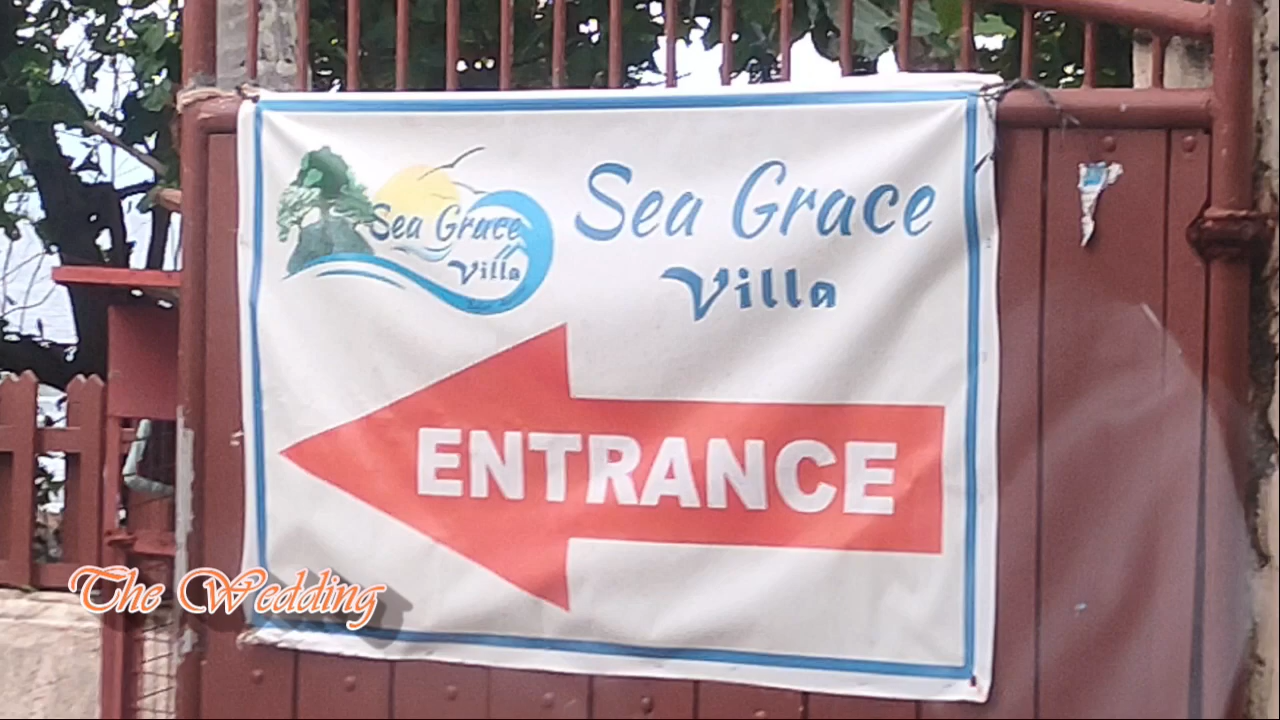 Sea Grace
Villa
Sea Grace
Villa
ENTRANCE
The Wedding